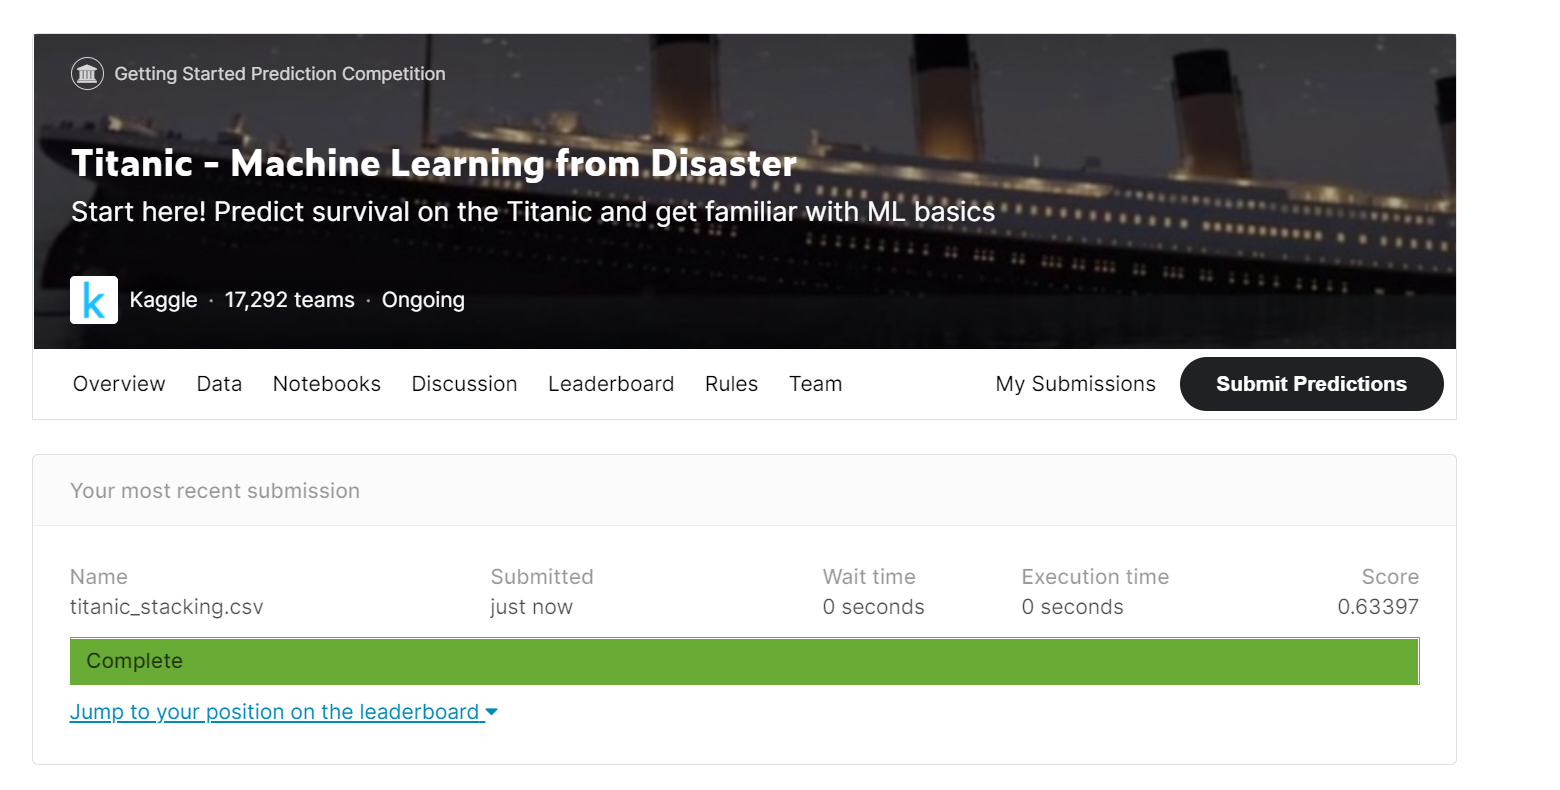 Getting Started Prediction Competition
Titanic - Machine Learning from Disaster
Start here! Predict survival on the Titanic and get familiar with ML basics
k
Kaggle · 17,292 teams · Ongoing
Overview Data Notebooks Discussion Leaderboard Rules Team My Submissions Submit Predictions
Your most recent submission
Name Submitted Wait time Execution time Score
titanic_stacking.csv just now 0 seconds 0 seconds 0.63397
Complete
Jump to your position on the leaderboard